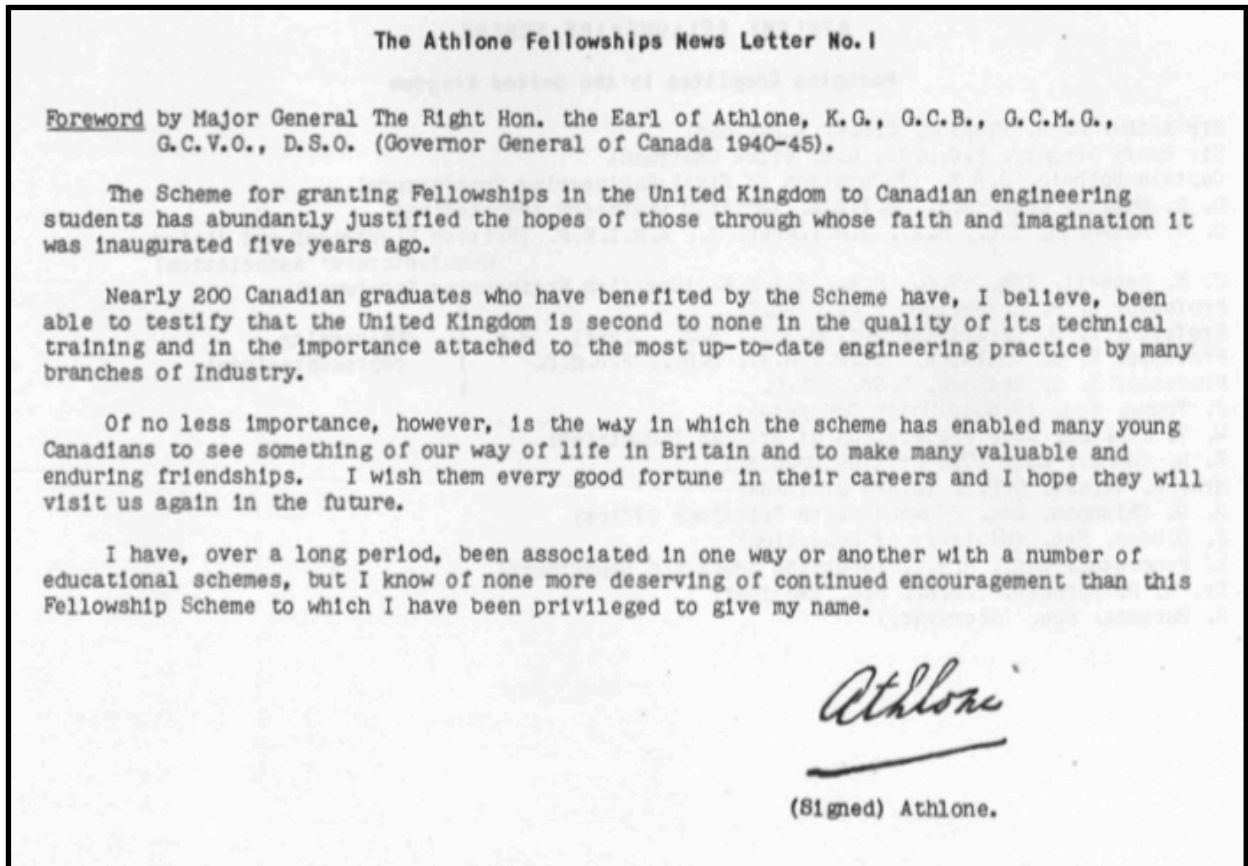 The Athlone Fellowships News Letter No.1
Foreword by Major General The Right Hon. the Earl of Athlone, K.G., G.C.B., G.C.M.G.,
G.C.V.O., D.S.O. (Governor General of Canada 1940-45).
The Scheme for granting Fellowships in the United Kingdom to Canadian engineering
students has abundantly justified the hopes of those through whose faith and imagination it
was inaugurated five years ago.
Nearly 200 Canadian graduates who have benefited by the Scheme have, I believe, been
able to testify that the United Kingdom is second to none in the quality of its technical
training and in the importance attached to the most up-to-date engineering practice by many
branches of Industry.
Of no less importance, however, is the way in which the scheme has enabled many young
Canadians to see something of our way of life in Britain and to make many valuable and
enduring friendships. I wish them every good fortune in their careers and I hope they will
visit us again in the future.
I have, over a long period, been associated in one way or another with a number of
educational schemes, but I know of none more deserving of continued encouragement than this
Fellowship Scheme to which I have been privileged to give my name.
Athlone
(Signed) Athlone.